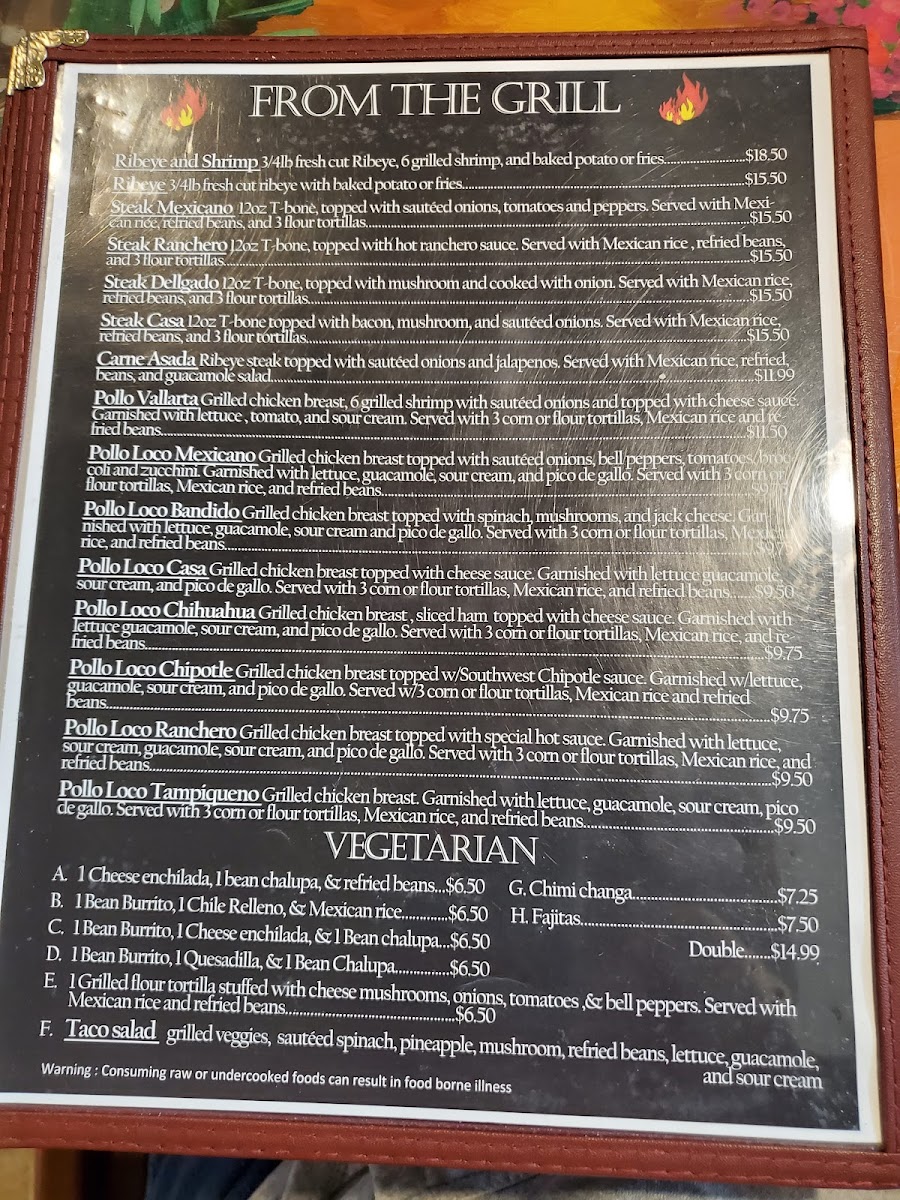 FROM THE GRILL
Ribeye and Shrimp 3/4lb fresh cut Ribeye, 6 grilled shrimp, and baked potato or fries......................$18.50
Ribeye 3/4lb fresh cut ribeye with baked potato or fries......................$15.50
Steak Mexicano 12oz T-bone, topped with sautéed onions, tomatoes and peppers. Served with Mexi-
can rice, refried beans, and 3 flour tortillas......................$15.50
Steak Ranchero 12oz T-bone, topped with hot ranchero sauce. Served with Mexican rice , refried beans,
and 3 flour tortillas......................$15.50
Steak Dellgado 12oz T-bone, topped with mushroom and cooked with onion. Served with Mexican rice,
refried beans, and 3 flour tortillas......................$15.50
Steak Casa 12oz T-bone topped with bacon, mushroom, and sautéed onions. Served with Mexican rice,
refried beans, and 3 flour tortillas......................$15.50
Carne Asada Ribeye steak topped with sautéed onions and jalapenos. Served with Mexican rice, refried,
beans, and guacamole salad......................$11.99
Pollo Vallarta Grilled chicken breast, 6 grilled shrimp with sautéed onions and topped with cheese sauce.
Garnished with lettuce , tomato, and sour cream. Served with 3 corn or flour tortillas, Mexican rice and re-
fried beans......................$11.50
Pollo Loco Mexicano Grilled chicken breast topped with sautéed onions, bell peppers, tomatoes, broc-
coli and zucchini. Garnished with lettuce, guacamole, sour cream, and pico de gallo. Served with 3 corn or
flour tortillas, Mexican rice, and refried beans......................
Pollo Loco Bandido Grilled chicken breast topped with spinach, mushrooms, and jack cheese. Gar-
nished with lettuce, guacamole, sour cream and pico de gallo. Served with 3 corn or flour tortillas, Mexican
rice, and refried beans......................
Pollo Loco Casa Grilled chicken breast topped with cheese sauce. Garnished with lettuce guacamole,
sour cream, and pico de gallo. Served with 3 corn or flour tortillas, Mexican rice, and refried beans.......$9.50
Pollo Loco Chihuahua Grilled chicken breast , sliced ham topped with cheese sauce. Garnished with
lettuce guacamole, sour cream, and pico de gallo. Served with 3 corn or flour tortillas, Mexican rice, and re-
fried beans......................$9.75
Pollo Loco Chipotle Grilled chicken breast topped w/Southwest Chipotle sauce. Garnished w/lettuce,
guacamole, sour cream, and pico de gallo. Served w/3 corn or flour tortillas, Mexican rice and refried
beans......................$9.75
Pollo Loco Ranchero Grilled chicken breast topped with special hot sauce. Garnished with lettuce,
sour cream, guacamole, sour cream, and pico de gallo. Served with 3 corn or flour tortillas, Mexican rice, and
refried beans......................$9.50
Pollo Loco Tampiqueno Grilled chicken breast. Garnished with lettuce, guacamole, sour cream, pico
de gallo. Served with 3 corn or flour tortillas, Mexican rice, and refried beans......................$9.50
VEGETARIAN
A. 1 Cheese enchilada, 1 bean chalupa, & refried beans...$6.50
B. 1 Bean Burrito, 1 Chile Relleno, & Mexican rice............$6.50
C. 1 Bean Burrito, 1 Cheese enchilada, & 1 Bean chalupa...$6.50
D. 1 Bean Burrito, 1 Quesadilla, & 1 Bean Chalupa..............$6.50
E. 1 Grilled flour tortilla stuffed with cheese mushrooms, onions, tomatoes ,& bell peppers. Served with
Mexican rice and refried beans......................$6.50
F. Taco salad grilled veggies, sautéed spinach, pineapple, mushroom, refried beans, lettuce, guacamole,
and sour cream
G. Chimi changa......................$7.25
H. Fajitas......................$7.50
Double......$14.99
Warning : Consuming raw or undercooked foods can result in food borne illness